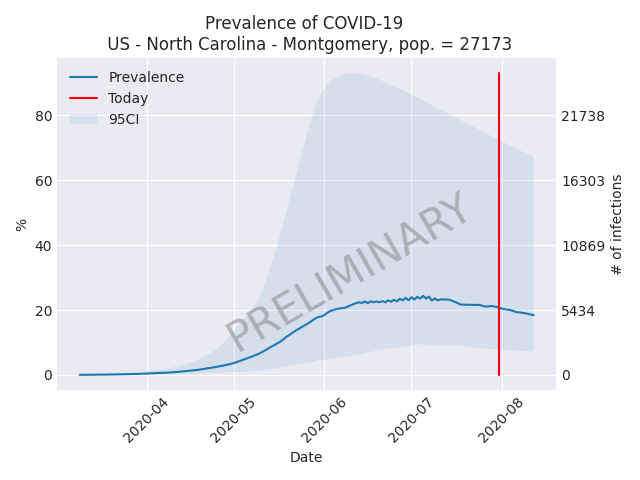 Prevalence of COVID-19
US - North Carolina - Montgomery, pop. = 27173
Prevalence
Today
95CI
80
60
40
20
0
%
21738
16303
10869
5434
0
# of infections
PRELIMINARY
2020-04
2020-05
2020-06
2020-07
2020-08
Date